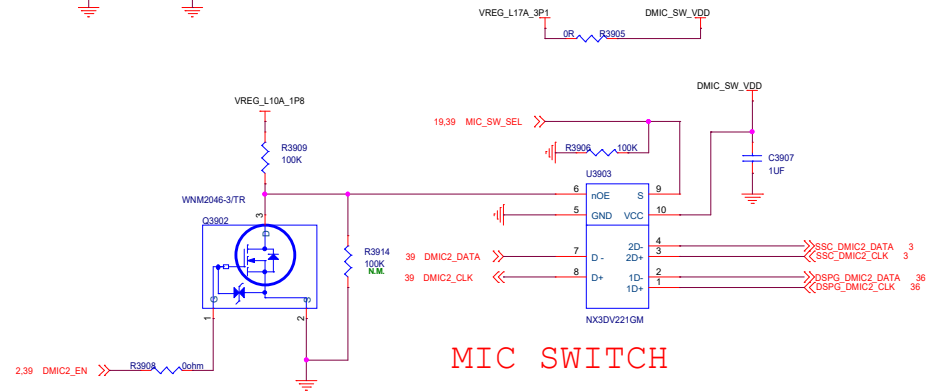 VREG_L17A_3P1
DMIC_SW_VDD
0R R3905
DMIC_SW_VDD
VREG_L10A_1P8
19,39 MIC_SW_SEL
R3909
100K
R3906 100K
C3907
1UF
U3903
WNM2046-3/TR
Q3902
3
D
G
S
1
2
R3914
100K
N.M.
6 nOE S 9
5 GND VCC 10
2D- 4 SSC_DMIC2_DATA 3
39 DMIC2_DATA 7 D - 2D+ 3 SSC_DMIC2_CLK 3
39 DMIC2_CLK 8 D+ 1D- 2 DSPG_DMIC2_DATA 36
1D+ 1 DSPG_DMIC2_CLK 36
NX3DV221GM
2,39 DMIC2_EN R3908 0ohm
MIC SWITCH